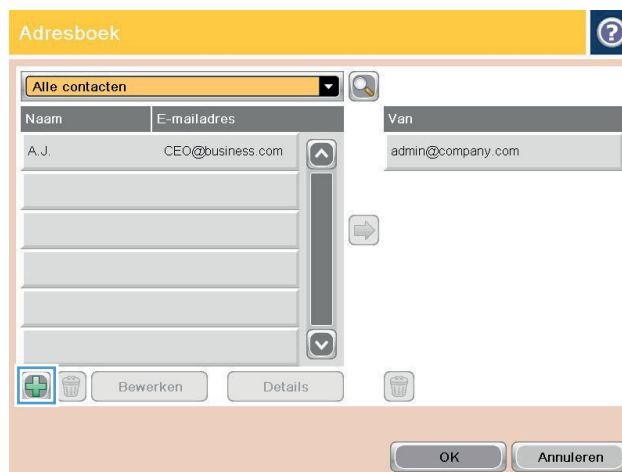 Adresboek
?
Alle contacten
Naam E-mailadres Van
A.J. CEO@business.com admin@company.com
Bewerken Details
OK Annuleren